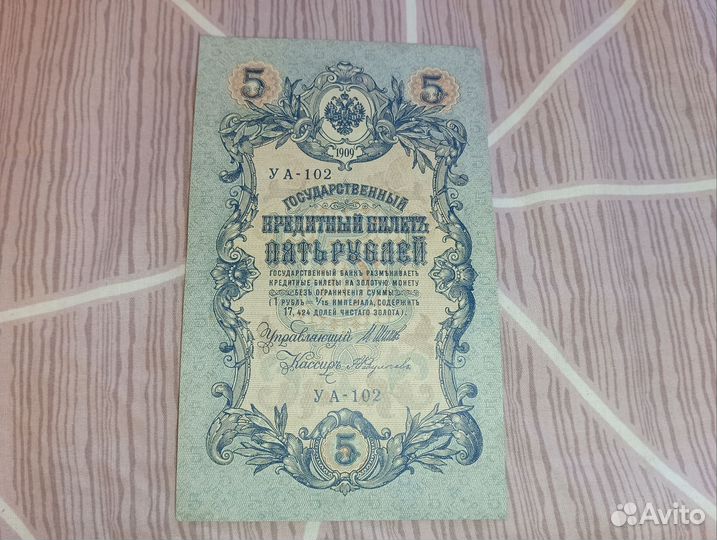 5 5
1909
УА-102
ГОСУДАРСТВЕННЫЙ
КРЕДИТНЫЙ БИЛЕТЪ
ПЯТЬ РУБЛЕЙ
ГОСУДАРСТВЕННЫЙ БАНКЪ РАЗМѢНИВАЕТЪ
КРЕДИТНЫЕ БИЛЕТЫ НА ЗОЛОТУЮ МОНЕТУ
БЕЗЪ ОГРАНИЧЕНІЯ СУММЫ
(1 РУБЛЬ = 1/15 ИМПЕРІАЛА, СОДЕРЖИТЪ
17,424 ДОЛЕЙ ЧИСТАГО ЗОЛОТА).
Управляющій И. Шиповъ
Кассиръ
УА-102
5
Avito